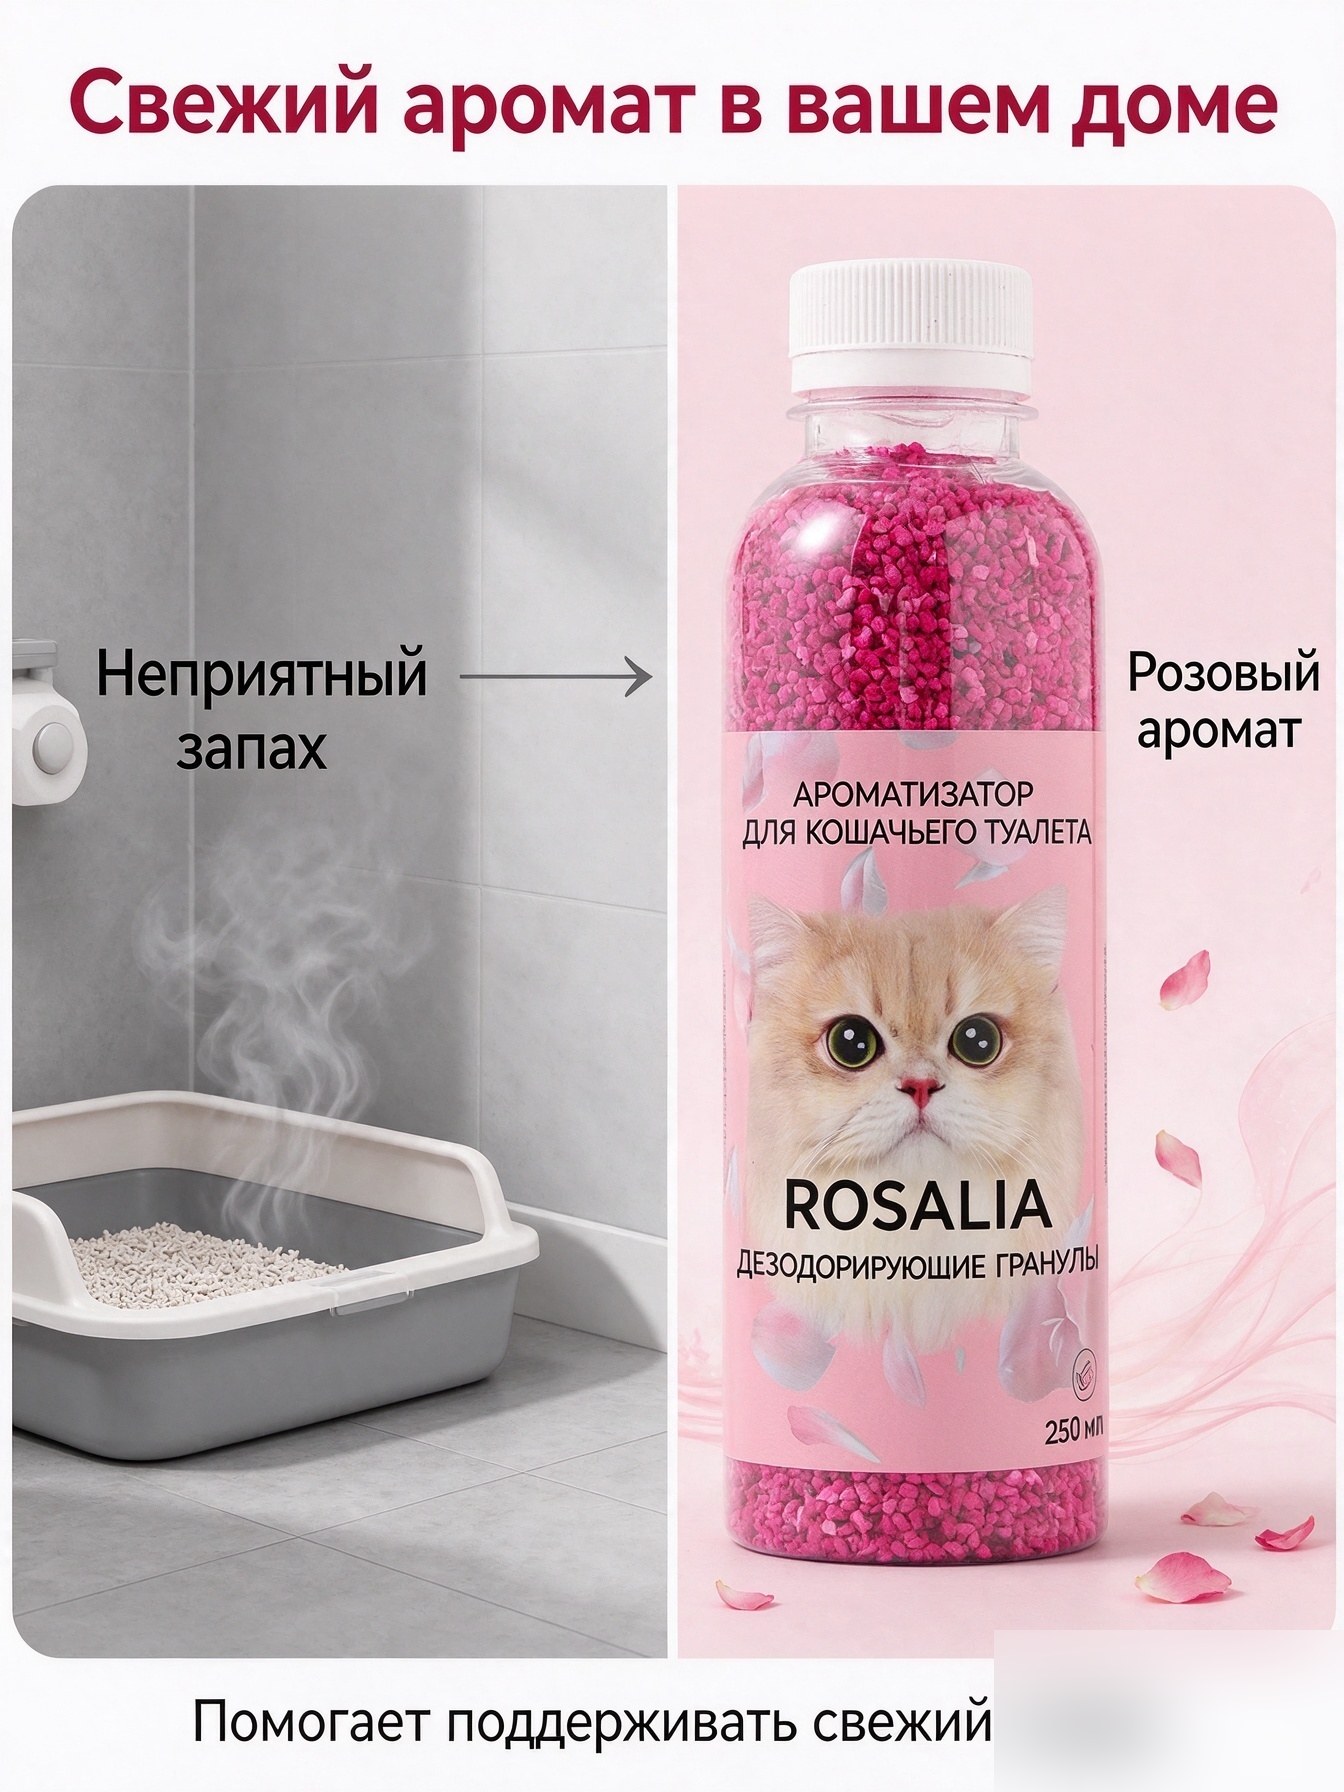 Свежий аромат в вашем доме
Неприятный
запах
Розовый
аромат
АРОМАТИЗАТОР
ДЛЯ КОШАЧЬЕГО ТУАЛЕТА
ROSALIA
ДЕЗОДОРИРУЮЩИЕ ГРАНУЛЫ
250 мл
Помогает поддерживать свежий